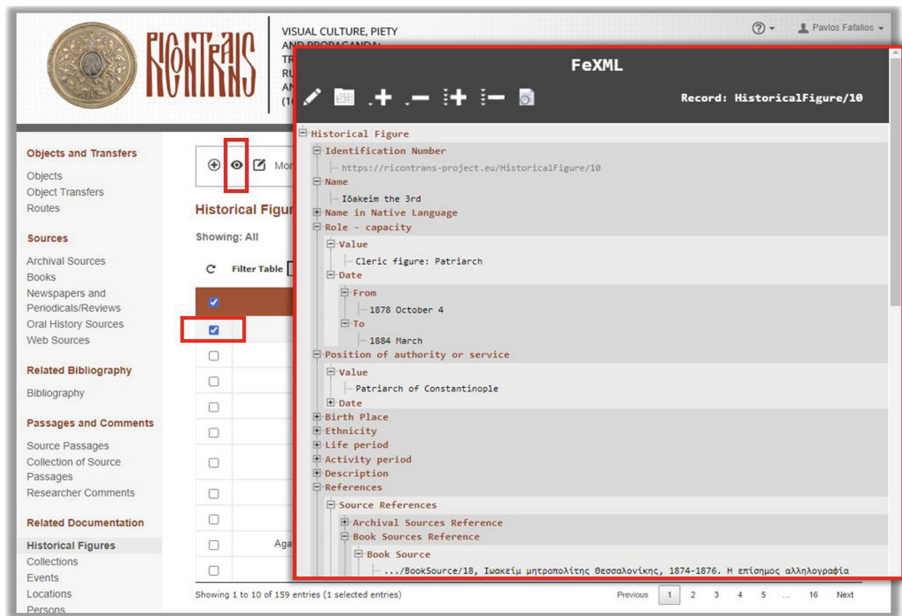 RICONTRANS
VISUAL CULTURE, PIETY
AND PROPAGANDA:
TR
RU
AN
(1
Pavlos Fafalios
FeXML
Record: HistoricalFigure/10
Objects and Transfers
Objects
Object Transfers
Routes
Sources
Archival Sources
Books
Newspapers and
Periodicals/Reviews
Oral History Sources
Web Sources
Related Bibliography
Bibliography
Passages and Comments
Source Passages
Collection of Source
Passages
Researcher Comments
Related Documentation
Historical Figures
Collections
Events
Locations
Persons
Mor
Historical Figur
Showing: All
Filter Table
Aga
Historical Figure
Identification Number
https://ricontrans-project.eu/HistoricalFigure/10
Name
Iōakeim the 3rd
Name in Native Language
Role - capacity
Value
Cleric figure: Patriarch
Date
From
1878 October 4
To
1884 March
Position of authority or service
Value
Patriarch of Constantinople
Date
Birth Place
Ethnicity
Life period
Activity period
Description
References
Source References
Archival Sources Reference
Book Sources Reference
Book Source
.../BookSource/18, Ιωακείμ μητροπολίτης Θεσσαλονίκης, 1874-1876. Η επίσημος αλληλογραφία
Showing 1 to 10 of 159 entries (1 selected entries)
Previous 1 2 3 4 5 ... 16 Next